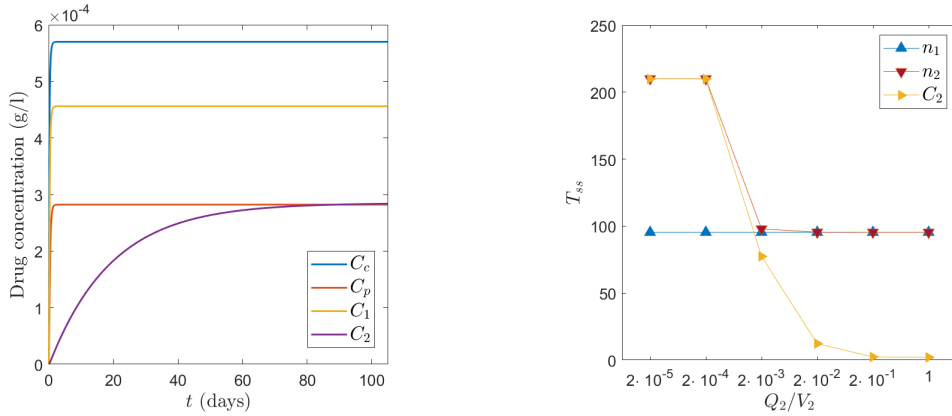 ×10⁻⁴
6
5
4
3
2
1
0
Drug concentration (g/l)
0 20 40 60 80 100
t (days)
C_c
C_p
C_1
C_2
250
200
150
100
50
0
T_ss
2·10⁻⁵ 2·10⁻⁴ 2·10⁻³ 2·10⁻² 2·10⁻¹ 1
Q_2/V_2
n_1
n_2
C_2